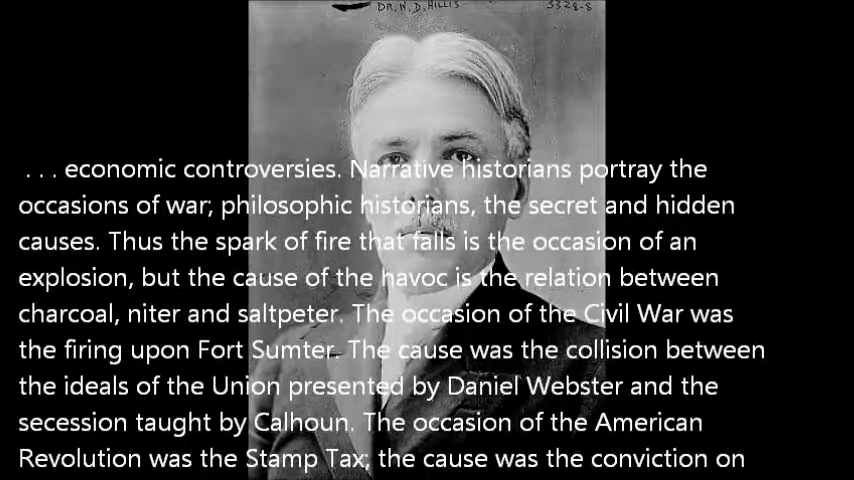 DR. N. D. HILLIS
3328-8
. . . economic controversies. Narrative historians portray the
occasions of war; philosophic historians, the secret and hidden
causes. Thus the spark of fire that falls is the occasion of an
explosion, but the cause of the havoc is the relation between
charcoal, niter and saltpeter. The occasion of the Civil War was
the firing upon Fort Sumter. The cause was the collision between
the ideals of the Union presented by Daniel Webster and the
secession taught by Calhoun. The occasion of the American
Revolution was the Stamp Tax; the cause was the conviction on